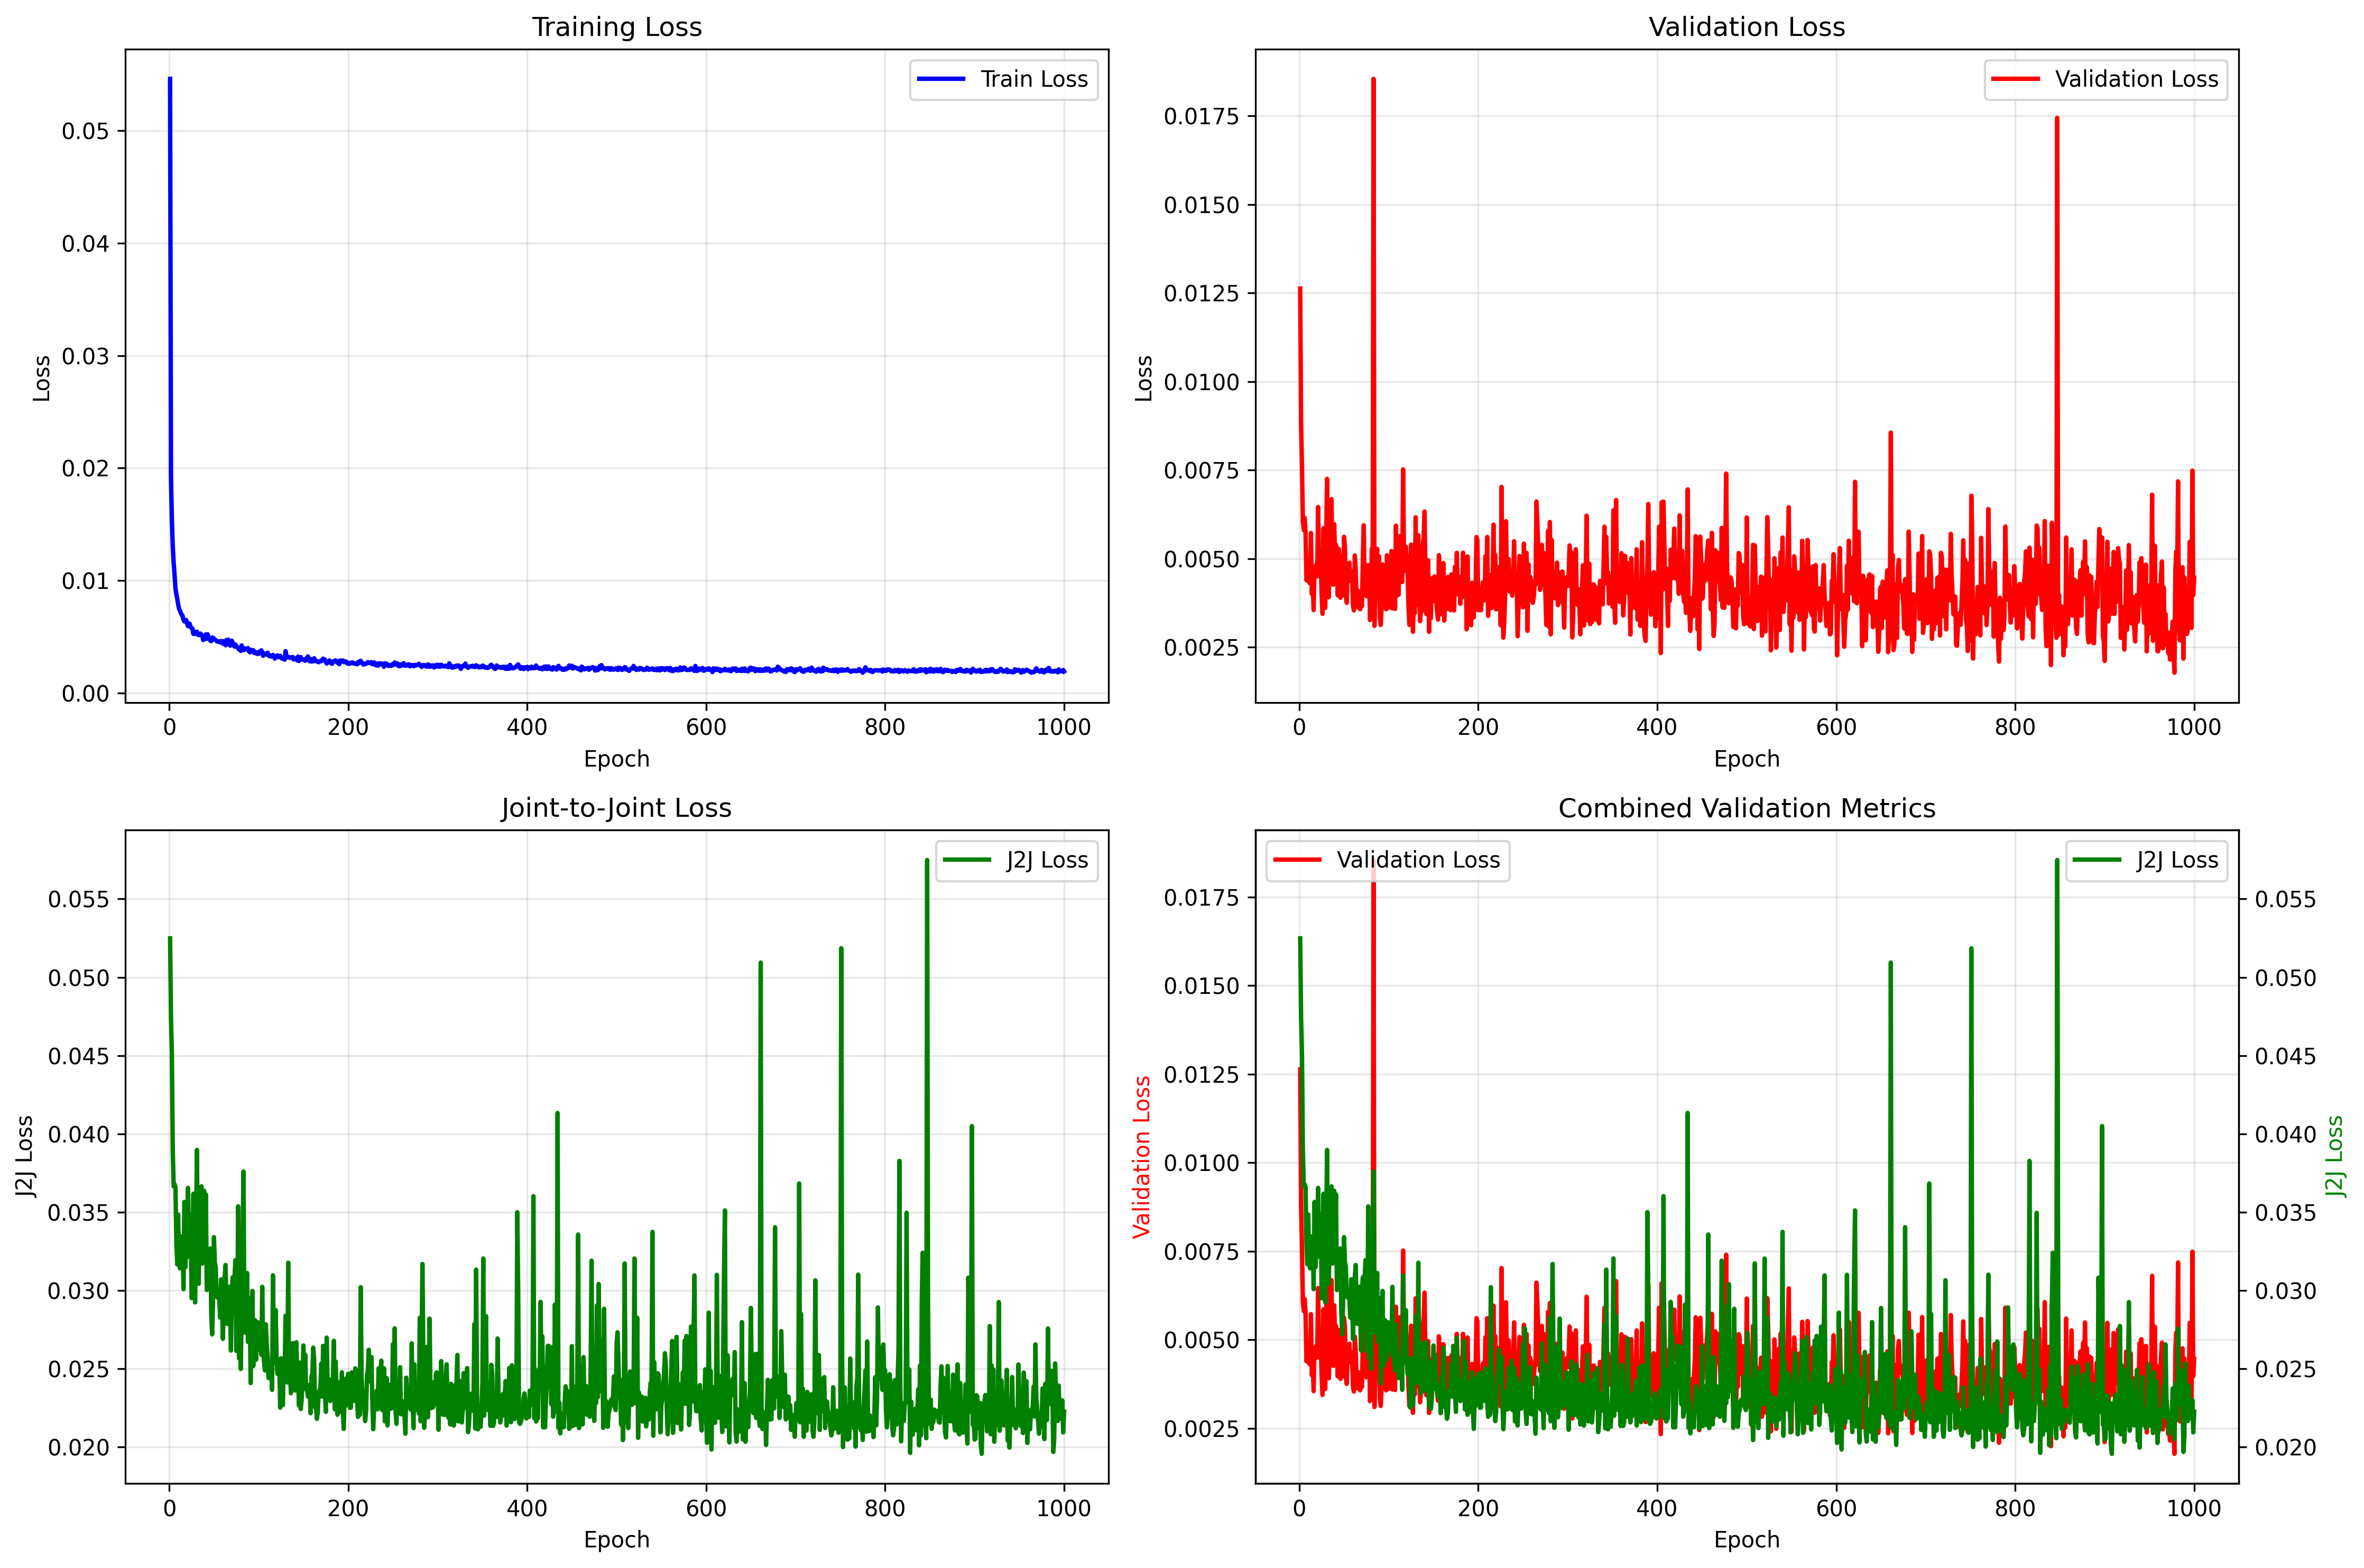 Training Loss
Train Loss
Loss
0.05
0.04
0.03
0.02
0.01
0.00
0 200 400 600 800 1000
Epoch
Validation Loss
Validation Loss
Loss
0.0175
0.0150
0.0125
0.0100
0.0075
0.0050
0.0025
0 200 400 600 800 1000
Epoch
Joint-to-Joint Loss
J2J Loss
J2J Loss
0.055
0.050
0.045
0.040
0.035
0.030
0.025
0.020
0 200 400 600 800 1000
Epoch
Combined Validation Metrics
Validation Loss
J2J Loss
Validation Loss
0.0175
0.0150
0.0125
0.0100
0.0075
0.0050
0.0025
0.055
0.050
0.045
0.040
0.035
0.030
0.025
0.020
J2J Loss
0 200 400 600 800 1000
Epoch